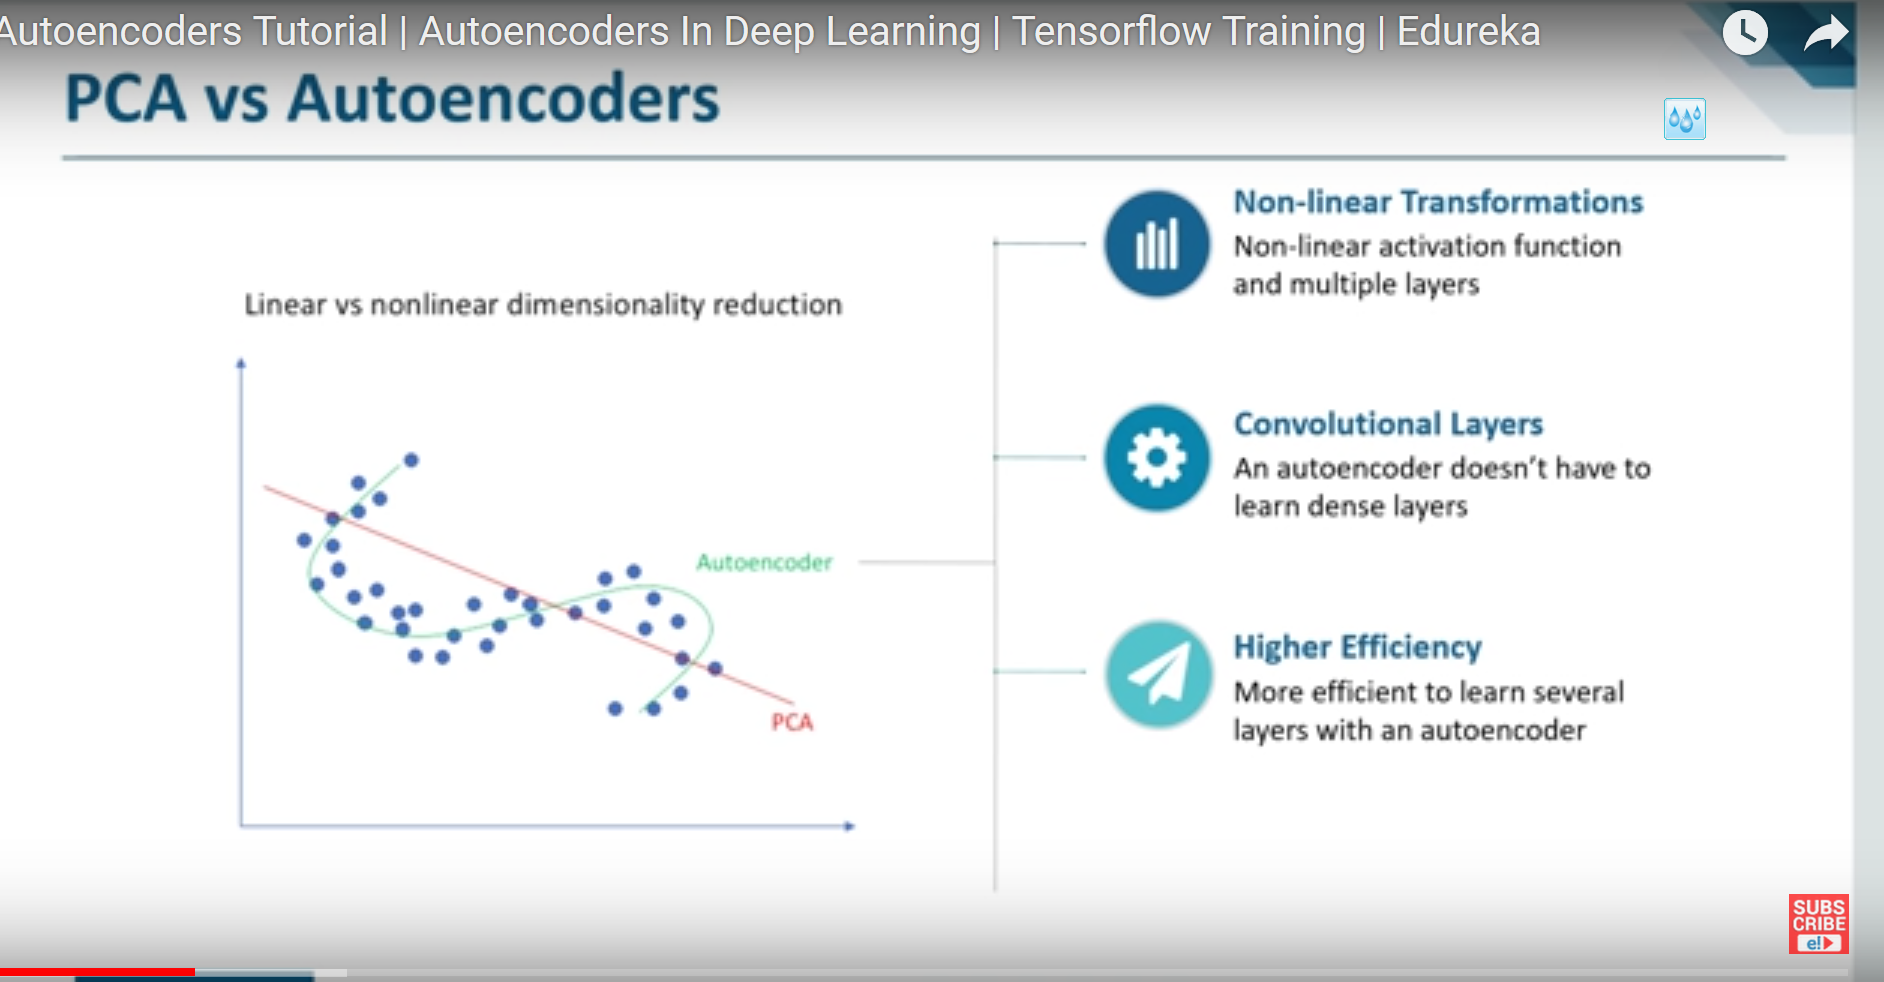 Autoencoders Tutorial | Autoencoders In Deep Learning | Tensorflow Training | Edureka
PCA vs Autoencoders
Linear vs nonlinear dimensionality reduction
Autoencoder
PCA
Non-linear Transformations
Non-linear activation function
and multiple layers
Convolutional Layers
An autoencoder doesn't have to
learn dense layers
Higher Efficiency
More efficient to learn several
layers with an autoencoder
SUBS
CRIBE
e!